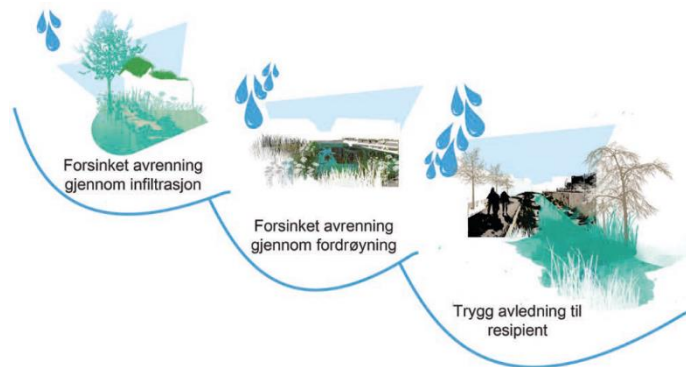 Forsinket avrenning
gjennom infiltrasjon
Forsinket avrenning
gjennom fordrøyning
Trygg avledning til
resipient